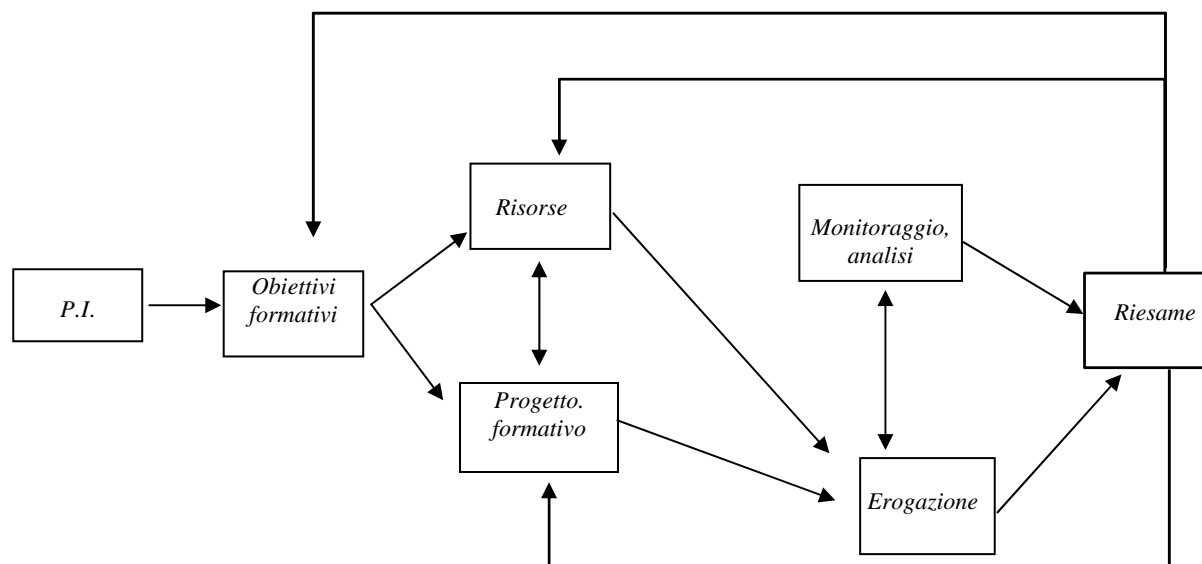 P.I.
Obiettivi
formativi
Risorse
Progetto.
formativo
Monitoraggio,
analisi
Erogazione
Riesame